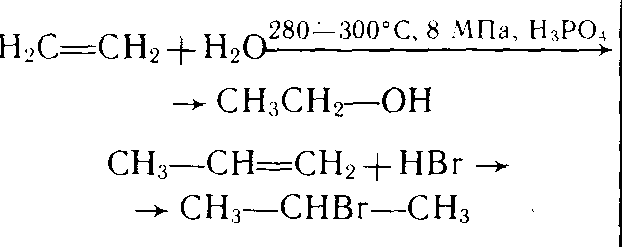 H₂C=CH₂+H₂O 280—300°C, 8 МПа, H₃PO₄ →
→ CH₃CH₂—OH
CH₃—CH=CH₂+HBr →
→ CH₃—CHBr—CH₃